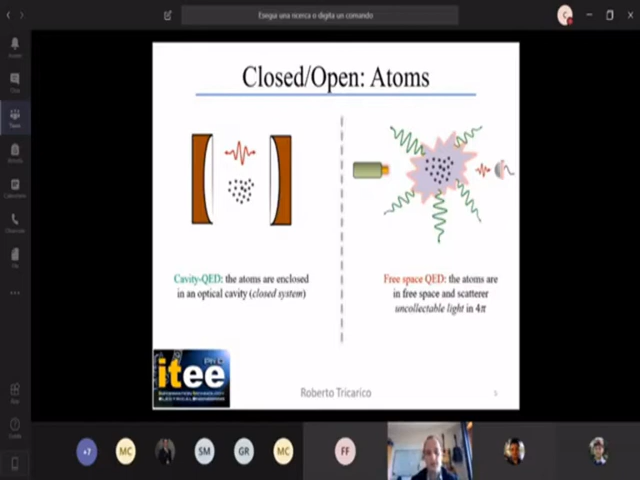 Esegui una ricerca o digita un comando
C
Closed/Open: Atoms
Cavity-QED: the atoms are enclosed
in an optical cavity (closed system)
Free space QED: the atoms are
in free space and scatterer
uncollectable light in 4π
PhD
itee
Roberto Tricarico
+7
MC
SM
GR
MC
FF